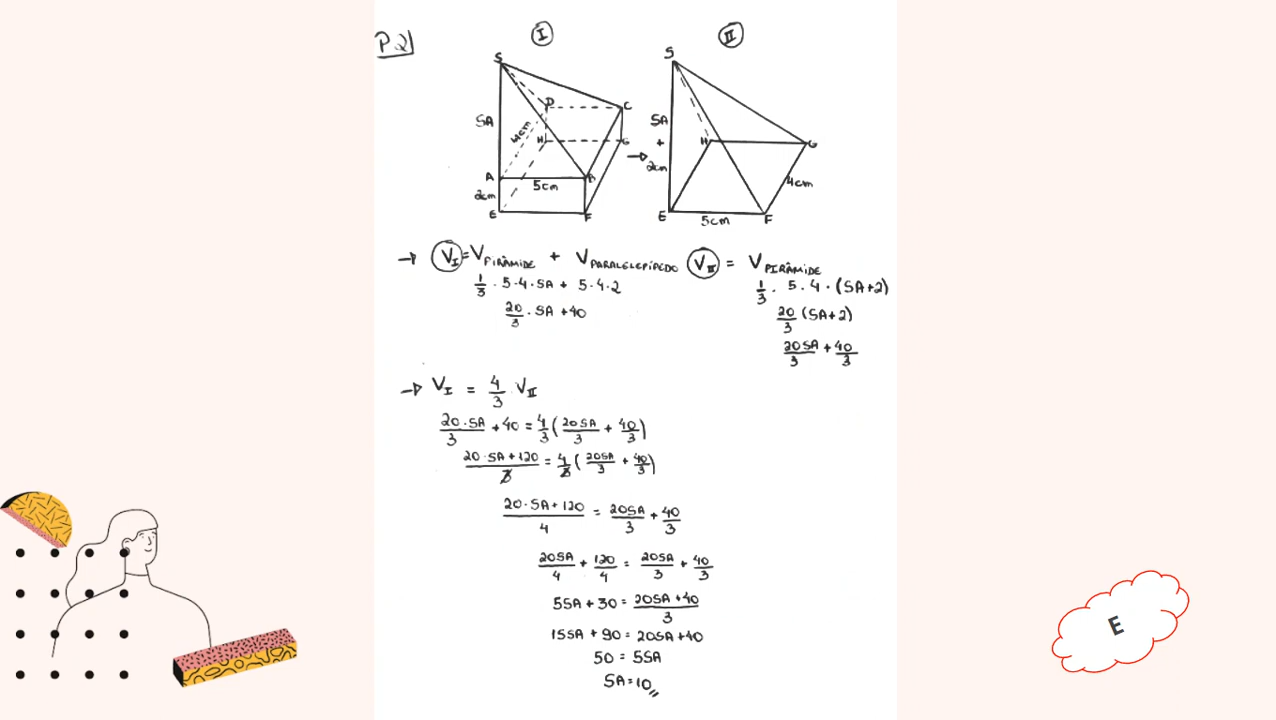 P.21
I
II
S
S
D
C
SA
4cm
SA
H
G
+
H
G
2cm
A
B
4cm
5cm
2cm
E
F
E
5cm
F
→ V_I = V_PIRÂMIDE + V_PARALELEPÍPEDO
1/3 · 5·4·SA + 5·4·2
20/3 · SA + 40
V_II = V_PIRÂMIDE
1/3 · 5·4·(SA+2)
20/3 (SA+2)
20SA/3 + 40/3
→ V_I = 4/3 V_II
20·SA/3 + 40 = 4/3 (20SA/3 + 40/3)
20·SA+120/3 = 4/3 (20SA/3 + 40/3)
20·SA+120/4 = 20SA/3 + 40/3
20SA/4 + 120/4 = 20SA/3 + 40/3
5SA + 30 = 20SA+40/3
15SA + 90 = 20SA+40
50 = 5SA
SA=10
E